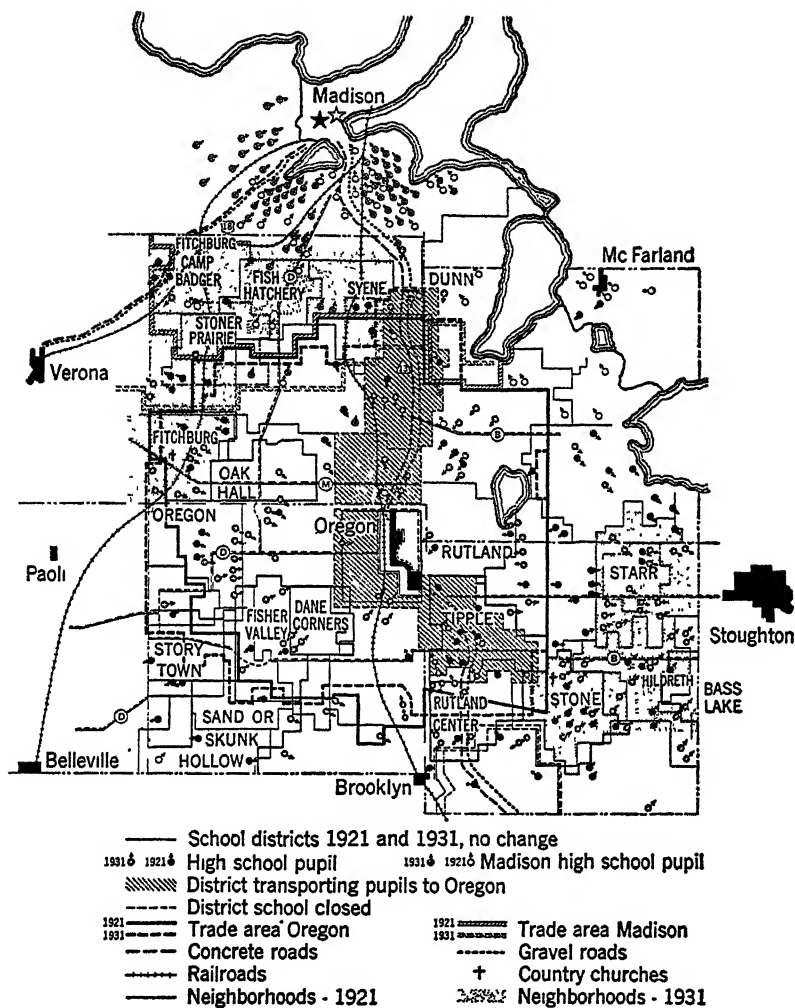 Madison
18
FITCHBURG
CAMP
BADGER
FISH
HATCHERY
D
SYENE
DUNN
Mc Farland
STONER
PRAIRIE
Verona
FITCHBURG
B
OAK
HALL
M
OREGON
Oregon
Paoli
D
RUTLAND
STARR
Stoughton
FISHER
VALLEY
DANE
CORNERS
TIPPLE
STORY
TOWN
B
HILDRETH
BASS
LAKE
STONE
RUTLAND
CENTER
D
SAND OR
SKUNK
HOLLOW
Belleville
Brooklyn
School districts 1921 and 1931, no change
1931 1921 High school pupil 1931 1921 Madison high school pupil
District transporting pupils to Oregon
District school closed
1921
1931 Trade area Oregon
1921
1931 Trade area Madison
Concrete roads
Gravel roads
Railroads
Country churches
Neighborhoods - 1921
Neighborhoods - 1931